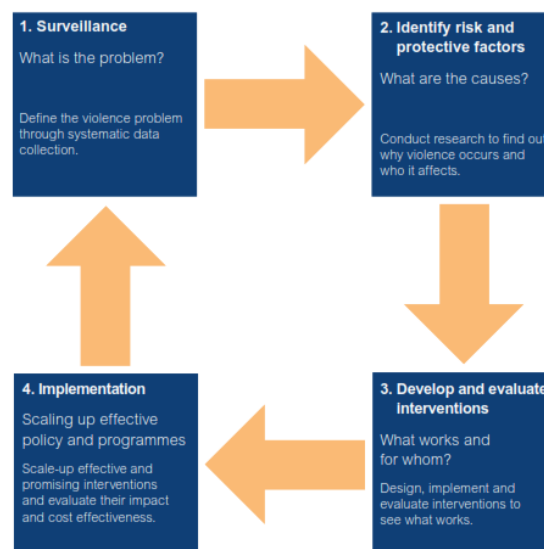 1. Surveillance
What is the problem?
Define the violence problem
through systematic data
collection.
2. Identify risk and
protective factors
What are the causes?
Conduct research to find out
why violence occurs and
who it affects.
3. Develop and evaluate
interventions
What works and
for whom?
Design, implement and
evaluate interventions to
see what works.
4. Implementation
Scaling up effective
policy and programmes
Scale-up effective and
promising interventions
and evaluate their impact
and cost effectiveness.